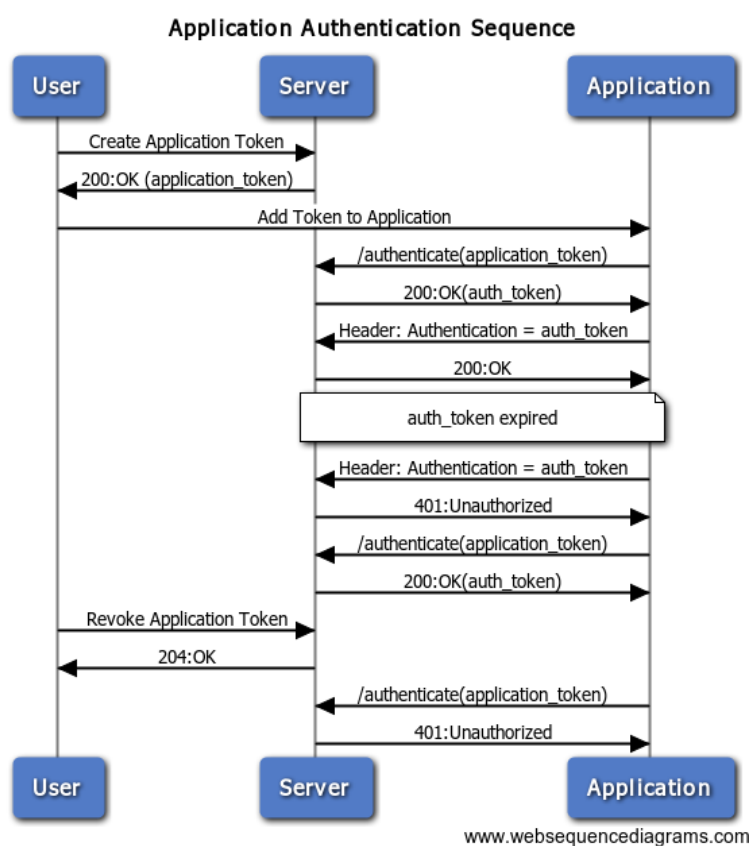 Application Authentication Sequence
User Server Application
Create Application Token
200:OK (application_token)
Add Token to Application
/authenticate(application_token)
200:OK(auth_token)
Header: Authentication = auth_token
200:OK
auth_token expired
Header: Authentication = auth_token
401:Unauthorized
/authenticate(application_token)
200:OK(auth_token)
Revoke Application Token
204:OK
/authenticate(application_token)
401:Unauthorized
User Server Application
www.websequencediagrams.com